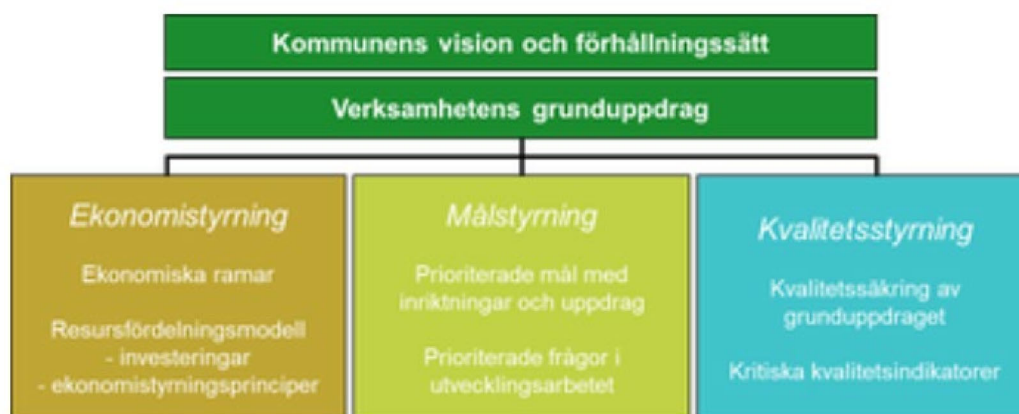 Kommunens vision och förhållningssätt
Verksamhetens grunduppdrag
Ekonomistyrning
Ekonomiska ramar
Resursfördelningsmodell
- investeringar
- ekonomistyrningsprinciper
Målstyrning
Prioriterade mål med
inriktningar och uppdrag
Prioriterade frågor i
utvecklingsarbetet
Kvalitetsstyrning
Kvalitetssäkring av
grunduppdraget
Kritiska kvalitetsindikatorer